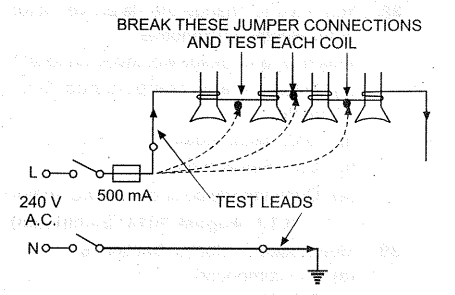 BREAK THESE JUMPER CONNECTIONS
AND TEST EACH COIL
L
500 mA
TEST LEADS
240 V
A.C.
N